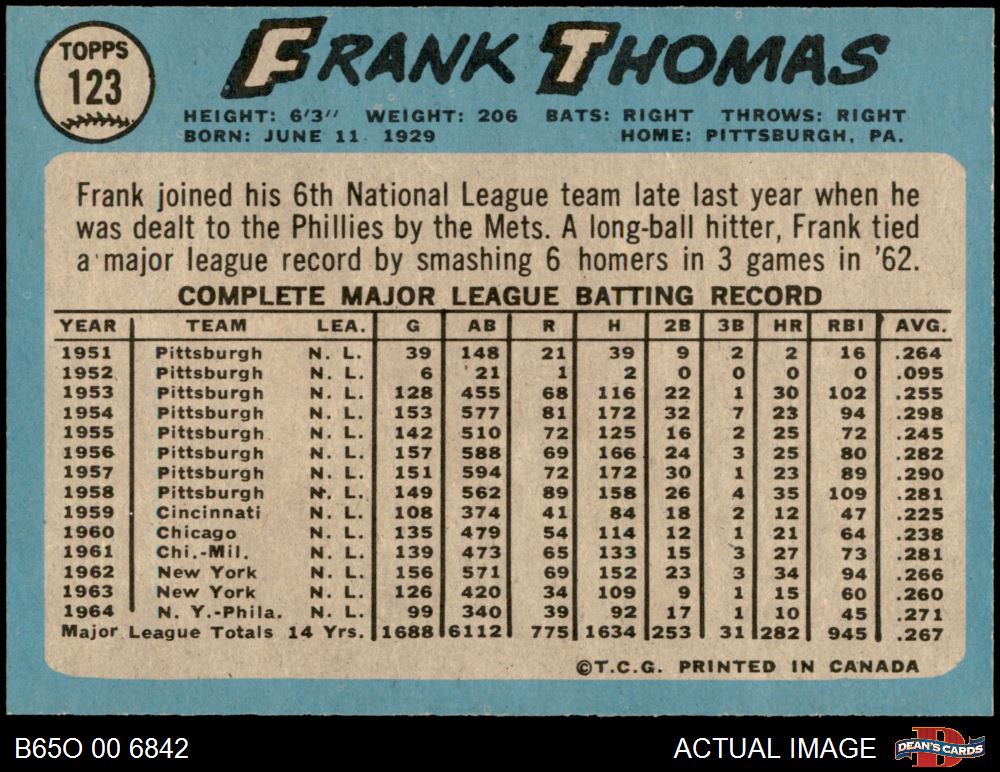 TOPPS
123
FRANK THOMAS
HEIGHT: 6'3" WEIGHT: 206 BATS: RIGHT THROWS: RIGHT
BORN: JUNE 11 1929 HOME: PITTSBURGH, PA.
Frank joined his 6th National League team late last year when he
was dealt to the Phillies by the Mets. A long-ball hitter, Frank tied
a major league record by smashing 6 homers in 3 games in '62.
COMPLETE MAJOR LEAGUE BATTING RECORD
YEAR TEAM LEA. G AB R H 2B 3B HR RBI AVG.
1951 Pittsburgh N. L. 39 148 21 39 9 2 2 16 .264
1952 Pittsburgh N. L. 6 21 1 2 0 0 0 0 .095
1953 Pittsburgh N. L. 128 455 68 116 22 1 30 102 .255
1954 Pittsburgh N. L. 153 577 81 172 32 7 23 94 .298
1955 Pittsburgh N. L. 142 510 72 125 16 2 25 72 .245
1956 Pittsburgh N. L. 157 588 69 166 24 3 25 80 .282
1957 Pittsburgh N. L. 151 594 72 172 30 1 23 89 .290
1958 Pittsburgh N. L. 149 562 89 158 26 4 35 109 .281
1959 Cincinnati N. L. 108 374 41 84 18 2 12 47 .225
1960 Chicago N. L. 135 479 54 114 12 1 21 64 .238
1961 Chi.-Mil. N. L. 139 473 65 133 15 3 27 73 .281
1962 New York N. L. 156 571 69 152 23 3 34 94 .266
1963 New York N. L. 126 420 34 109 9 1 15 60 .260
1964 N. Y.-Phila. N. L. 99 340 39 92 17 1 10 45 .271
Major League Totals 14 Yrs. 1688 6112 775 1634 253 31 282 945 .267
©T.C.G. PRINTED IN CANADA
B65O 00 6842 ACTUAL IMAGE D DEAN'S CARDS